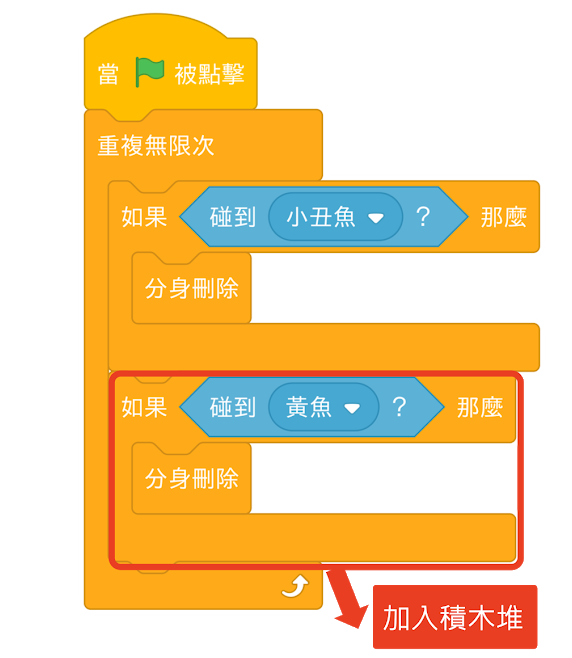 當 被點擊
重複無限次
如果 碰到 小丑魚 ? 那麼
分身刪除
如果 碰到 黃魚 ? 那麼
分身刪除
加入積木堆